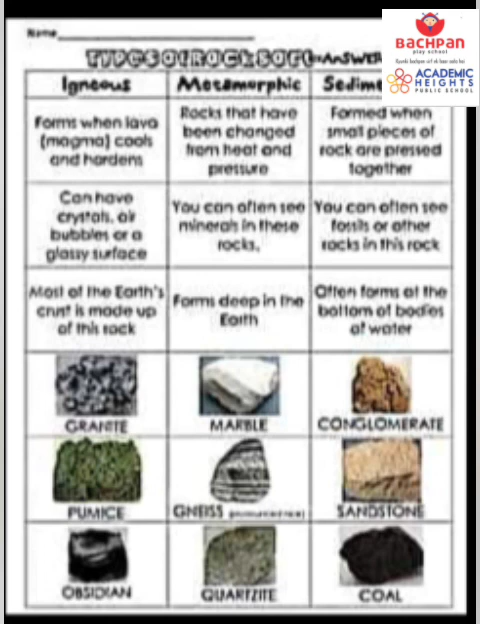 Name
BACHPAN
play school
ACADEMIC
HEIGHTS
PUBLIC SCHOOL
TYPES OF ROCK SORT-ANSWER
Igneous Metamorphic Sedime
Forms when lava
(magma) cools
and hardens
Rocks that have
been changed
from heat and
pressure
Formed when
small pieces of
rock are pressed
together
Can have
crystals, air
bubbles or a
glassy surface
You can often see
minerals in these
rocks.
You can often see
fossils or other
rocks in this rock
Most of the Earth's
crust is made up
of this rock
Forms deep in the
Earth
Often forms at the
bottom of bodies
of water
GRANITE MARBLE CONGLOMERATE
PUMICE GNEISS SANDSTONE
OBSIDIAN QUARTZITE COAL